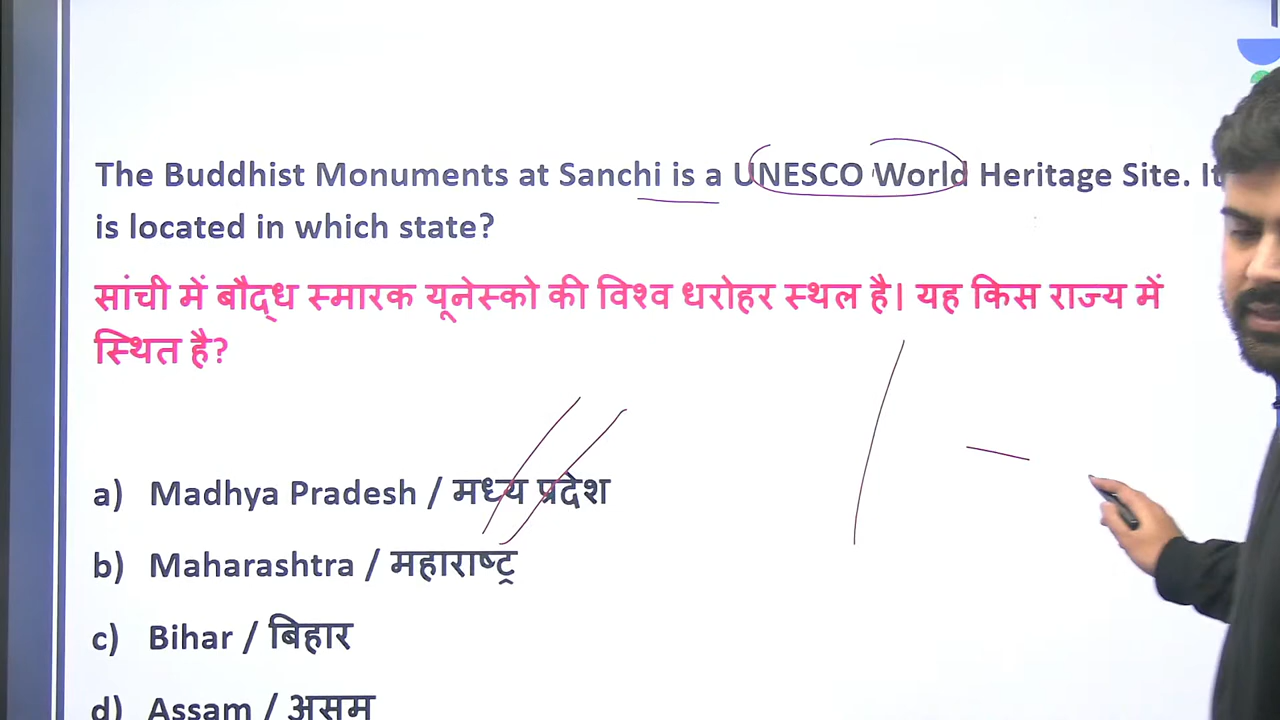 The Buddhist Monuments at Sanchi is a UNESCO World Heritage Site. It
is located in which state?
सांची में बौद्ध स्मारक यूनेस्को की विश्व धरोहर स्थल है। यह किस राज्य में
स्थित है?
a) Madhya Pradesh / मध्य प्रदेश
b) Maharashtra / महाराष्ट्र
c) Bihar / बिहार
d) Assam / असम